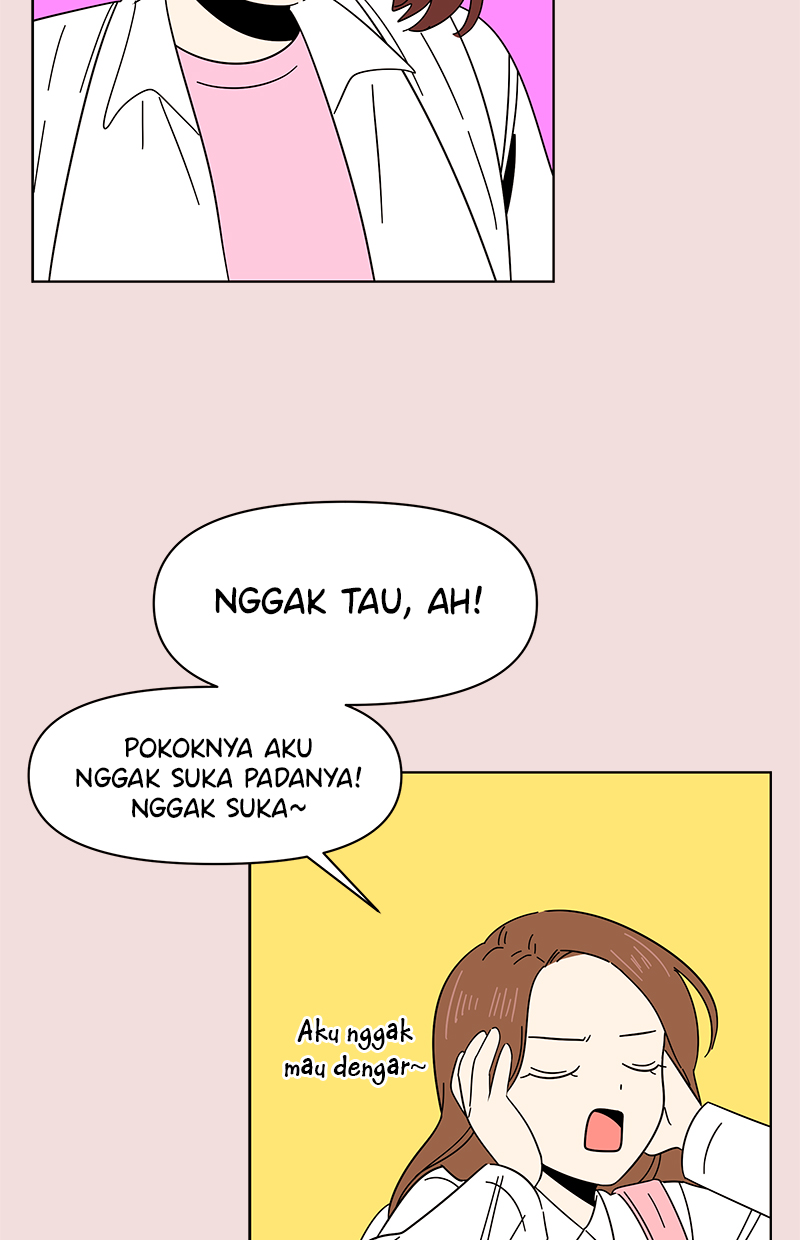 NGGAK TAU, AH!
POKOKNYA AKU
NGGAK SUKA PADANYA!
NGGAK SUKA~
Aku nggak
mau dengar~